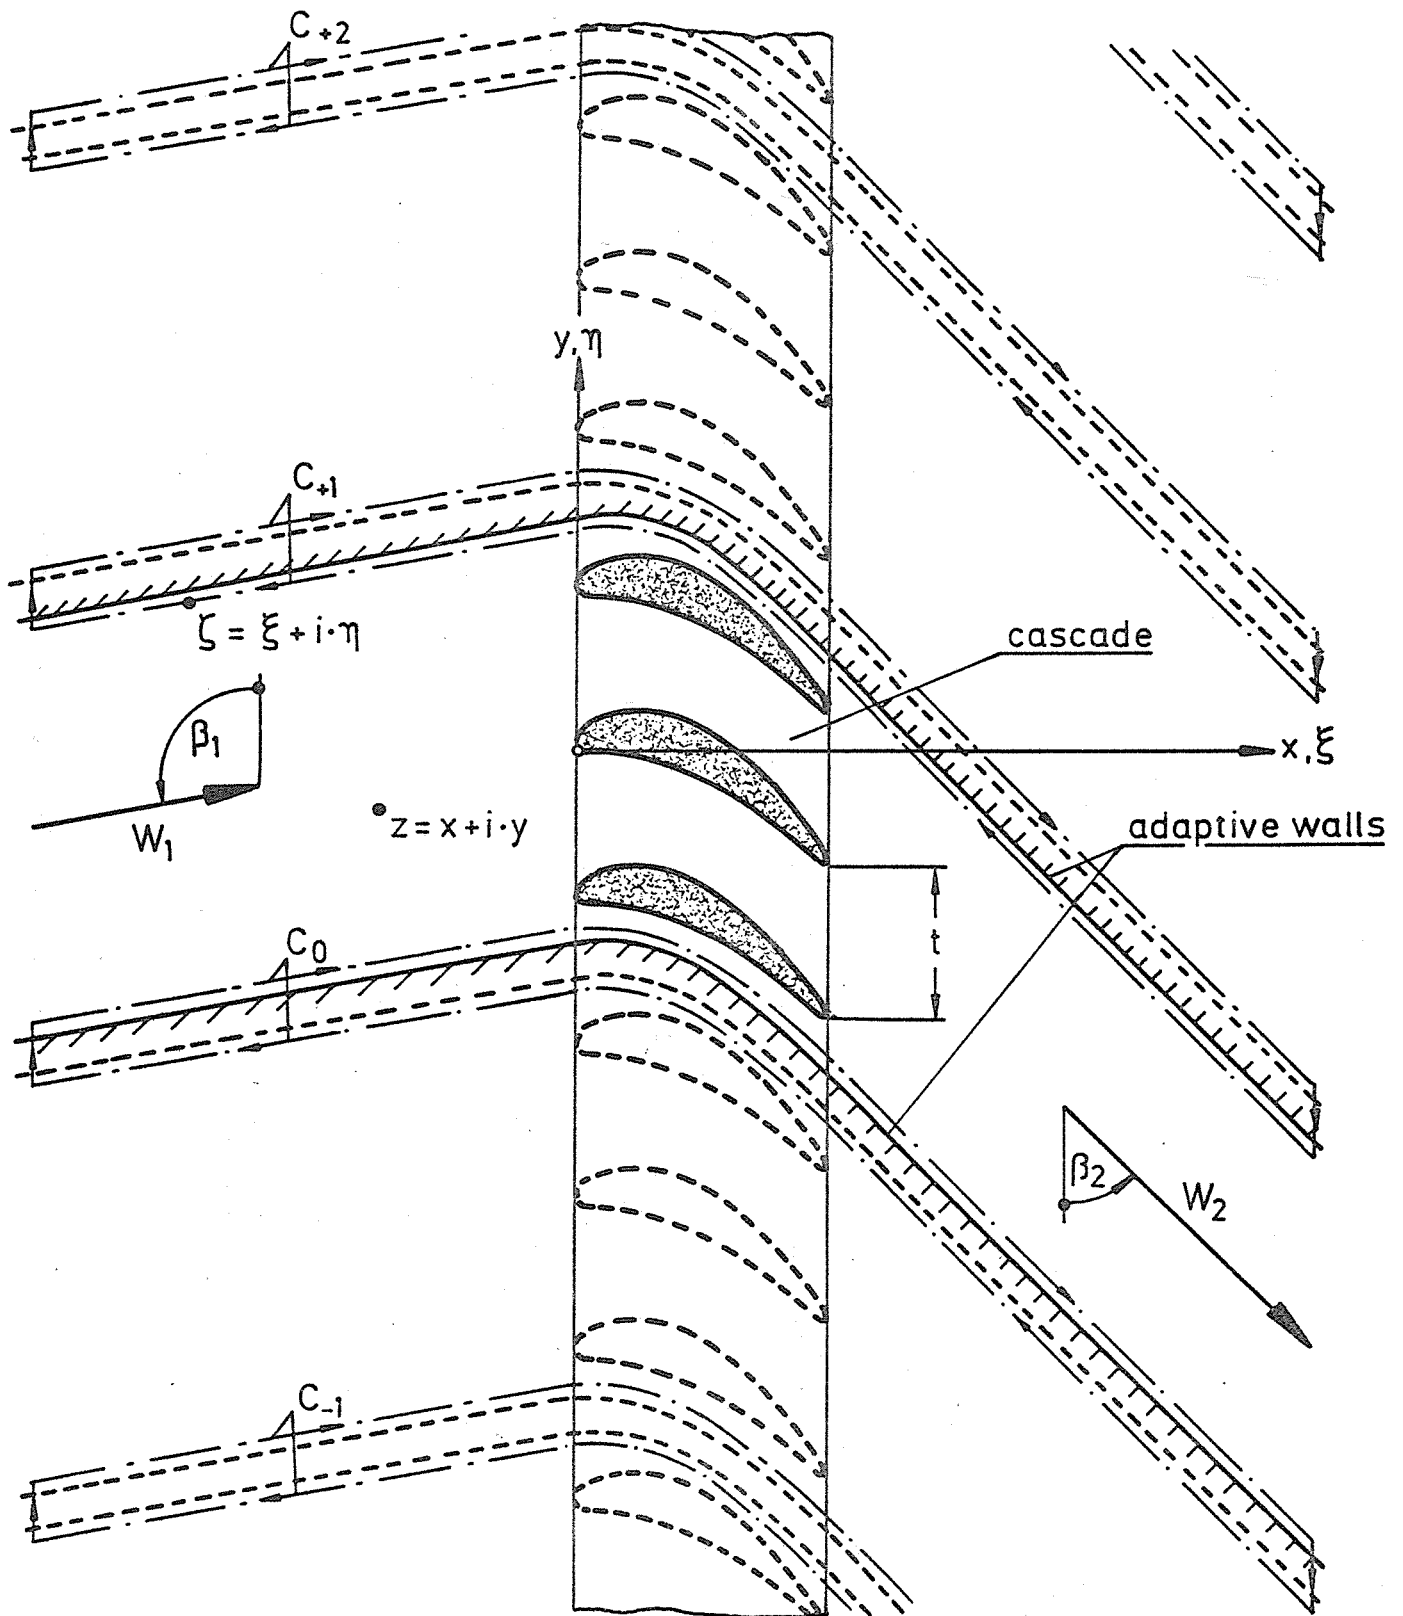 C+2
y,η
C+1
ζ = ξ + i·η
cascade
β1
x,ξ
W1
z = x + i·y
adaptive walls
t
C0
β2
W2
C-1